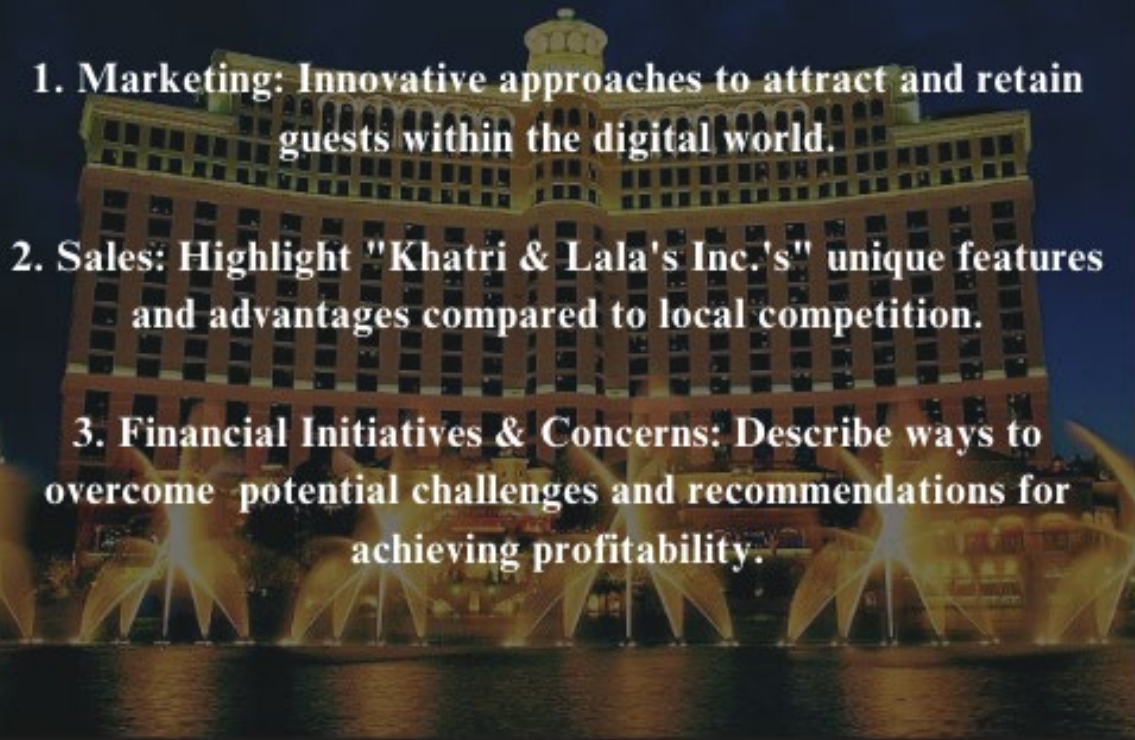 1. Marketing: Innovative approaches to attract and retain
guests within the digital world.
2. Sales: Highlight "Khatri & Lala's Inc.'s" unique features
and advantages compared to local competition.
3. Financial Initiatives & Concerns: Describe ways to
overcome  potential challenges and recommendations for
achieving profitability.